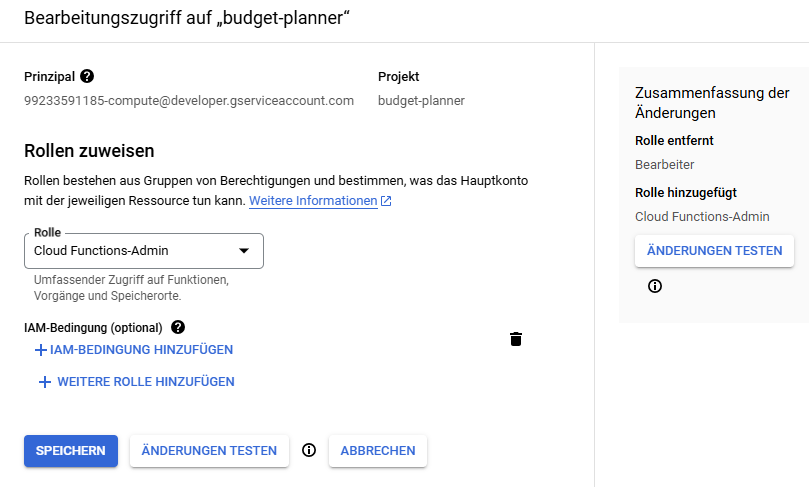 Bearbeitungszugriff auf „budget-planner“
Prinzipal
Projekt
99233591185-compute@developer.gserviceaccount.com
budget-planner
Rollen zuweisen
Rollen bestehen aus Gruppen von Berechtigungen und bestimmen, was das Hauptkonto
mit der jeweiligen Ressource tun kann. Weitere Informationen
Rolle
Cloud Functions-Admin
Umfassender Zugriff auf Funktionen,
Vorgänge und Speicherorte.
IAM-Bedingung (optional)
IAM-BEDINGUNG HINZUFÜGEN
WEITERE ROLLE HINZUFÜGEN
SPEICHERN
ÄNDERUNGEN TESTEN
ABBRECHEN
Zusammenfassung der
Änderungen
Rolle entfernt
Bearbeiter
Rolle hinzugefügt
Cloud Functions-Admin
ÄNDERUNGEN TESTEN